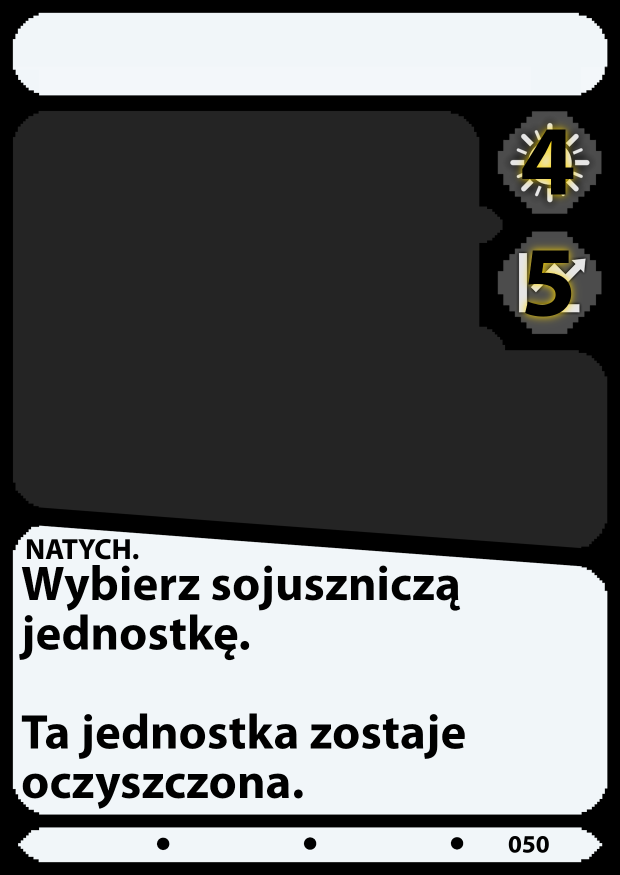 4
5
NATYCH.
Wybierz sojuszniczą
jednostkę.
Ta jednostka zostaje
oczyszczona.
050